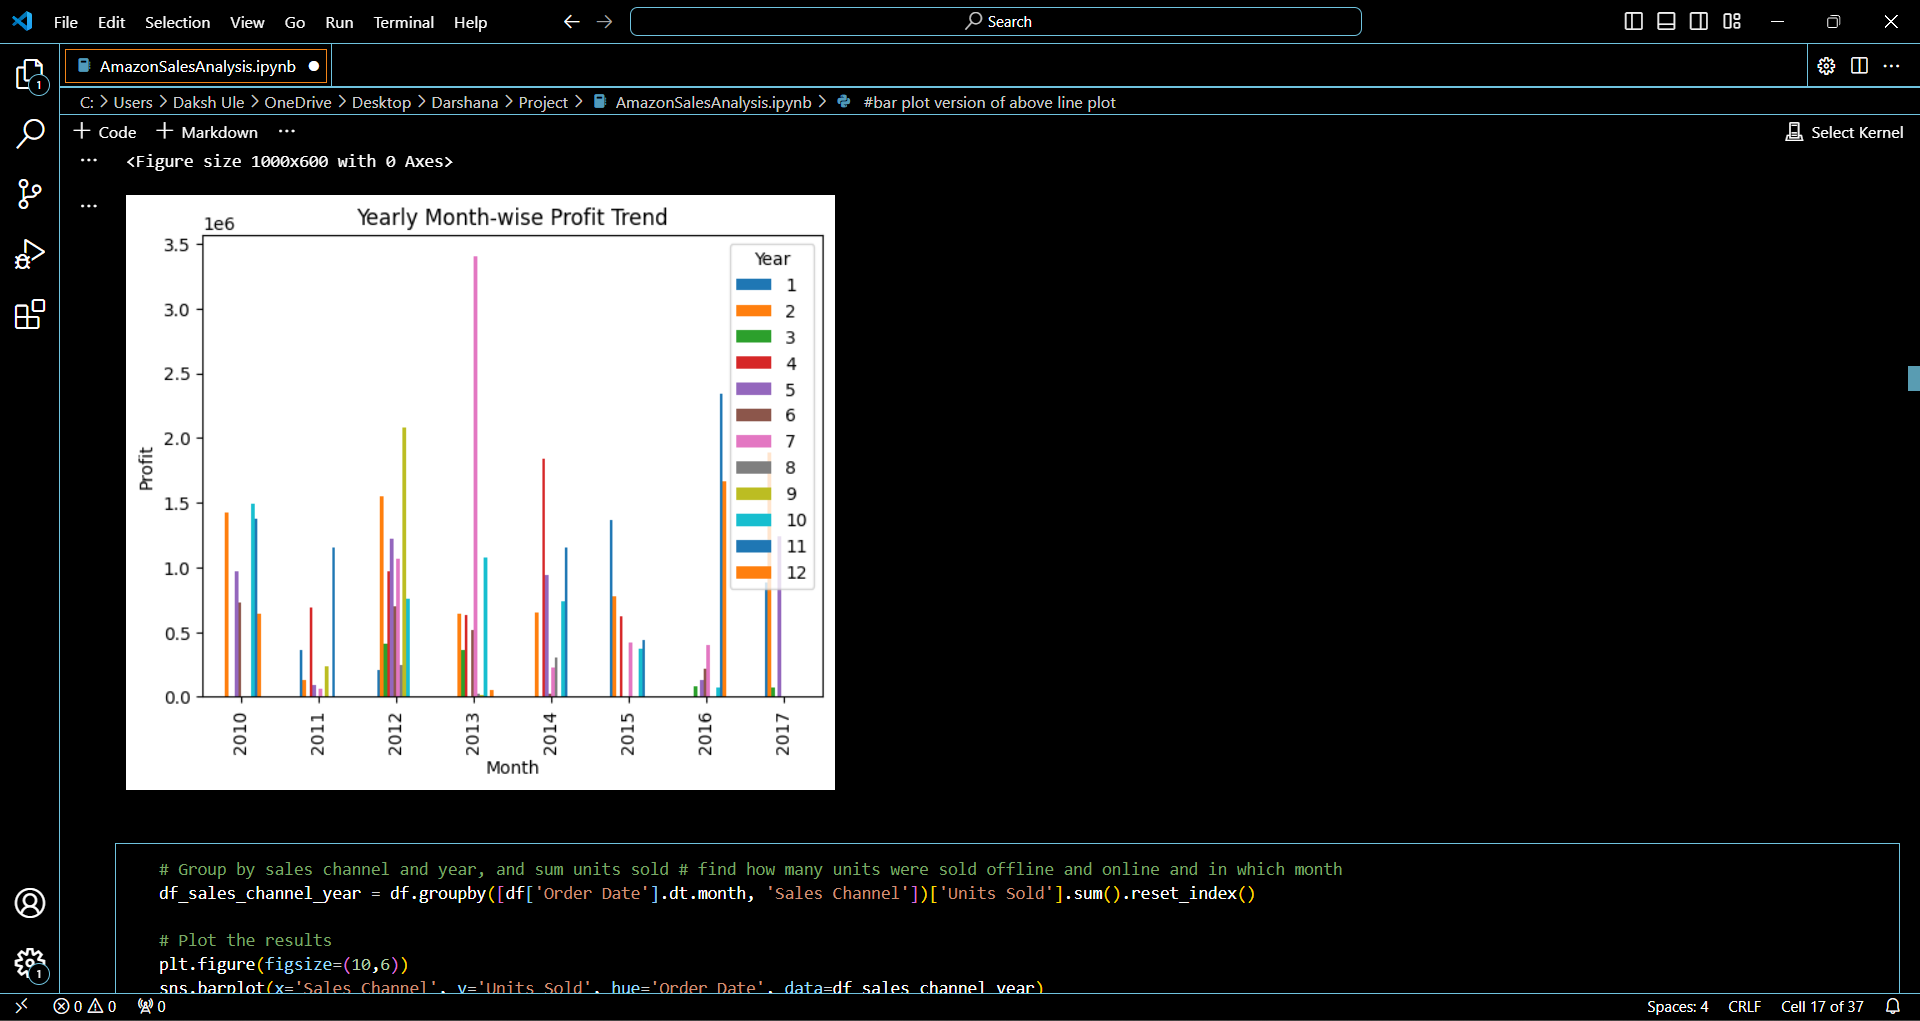 File Edit Selection View Go Run Terminal Help
Search
1
AmazonSalesAnalysis.ipynb
C: > Users > Daksh Ule > OneDrive > Desktop > Darshana > Project > AmazonSalesAnalysis.ipynb > #bar plot version of above line plot
+ Code + Markdown ...
Select Kernel
<Figure size 1000x600 with 0 Axes>
Yearly Month-wise Profit Trend
1e6
3.5
3.0
2.5
2.0
1.5
1.0
0.5
0.0
Profit
Year
1
2
3
4
5
6
7
8
9
10
11
12
2010 2011 2012 2013 2014 2015 2016 2017
Month
# Group by sales channel and year, and sum units sold # find how many units were sold offline and online and in which month
df_sales_channel_year = df.groupby([df['Order Date'].dt.month, 'Sales Channel'])['Units Sold'].sum().reset_index()
# Plot the results
plt.figure(figsize=(10,6))
sns.barplot(x='Sales Channel', y='Units Sold', hue='Order Date', data=df_sales_channel_year)
1
0 0 0
Spaces: 4 CRLF Cell 17 of 37